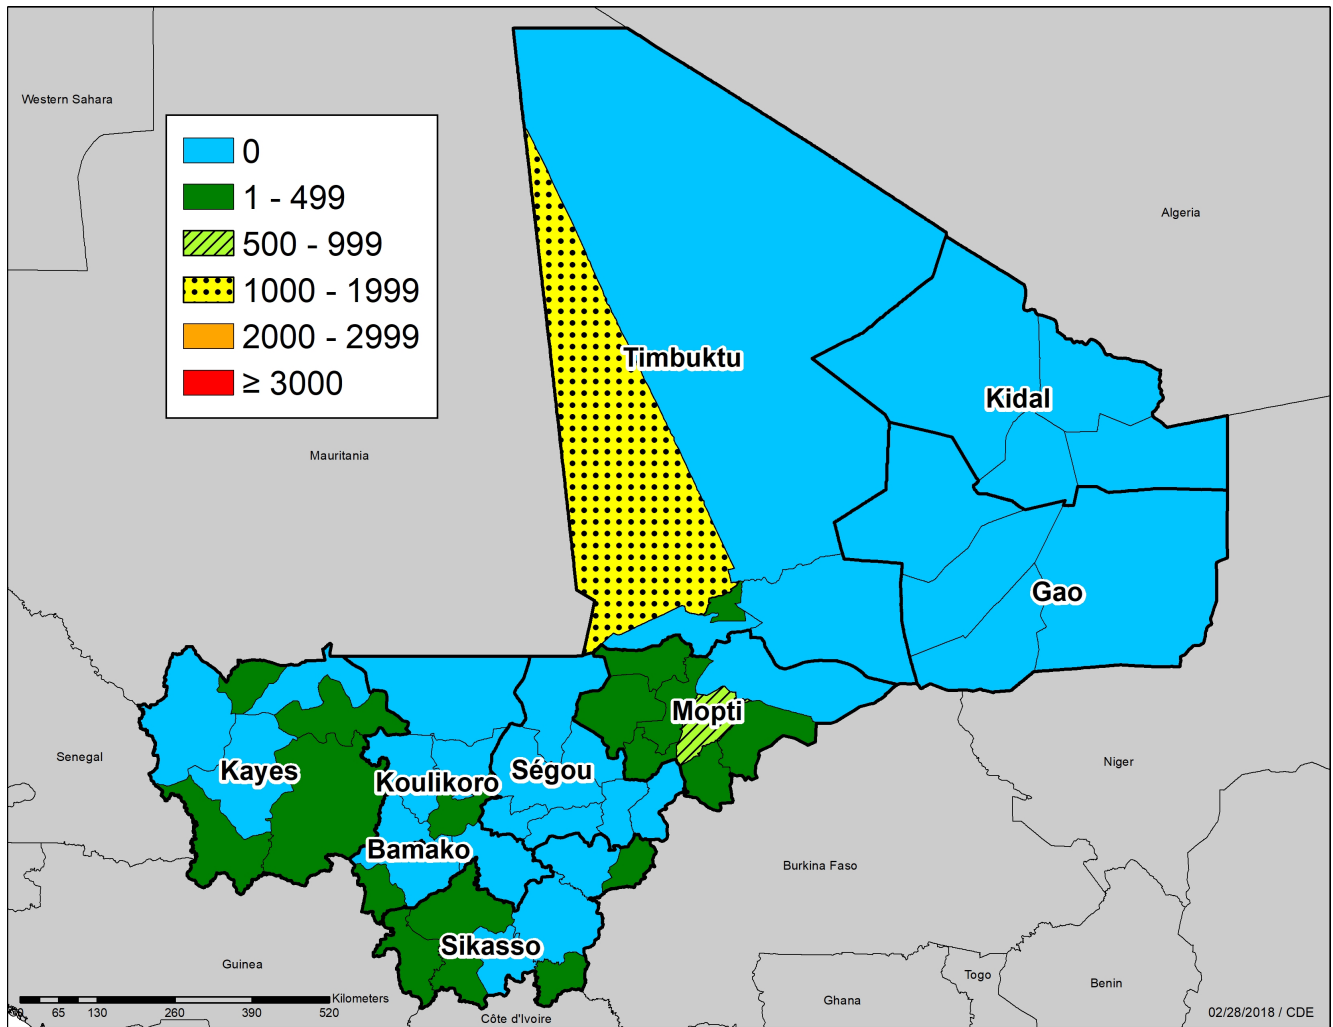 Western Sahara
0
1 - 499
500 - 999
1000 - 1999
2000 - 2999
≥ 3000
Algeria
Timbuktu
Kidal
Mauritania
Gao
Mopti
Senegal
Kayes
Koulikoro
Ségou
Niger
Bamako
Burkina Faso
Sikasso
Guinea
Togo
Benin
Kilometers
Ghana
65 130 260 390 520
Côte d'Ivoire
02/28/2018 / CDE